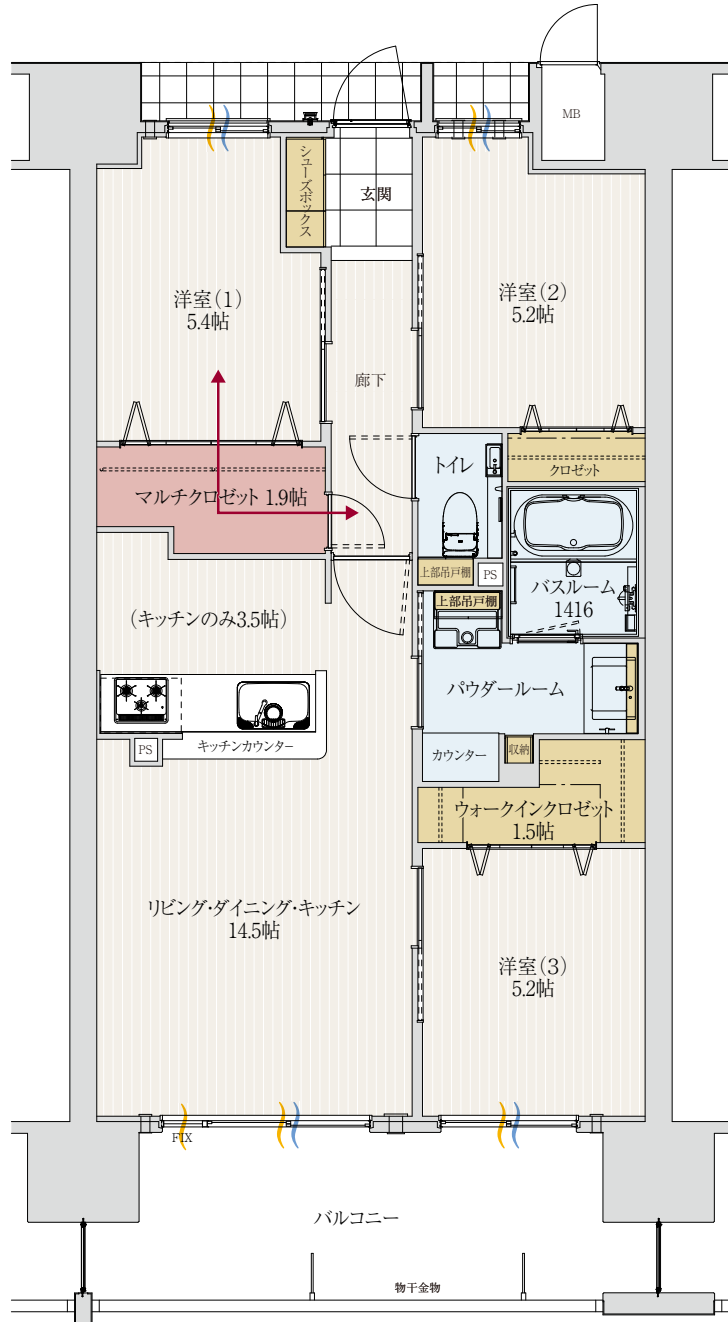 MB
シューズボックス
玄関
洋室(1)
5.4帖
洋室(2)
5.2帖
廊下
トイレ
クロゼット
マルチクロゼット 1.9帖
上部吊戸棚
PS
バスルーム
1416
上部吊戸棚
(キッチンのみ3.5帖)
パウダールーム
キッチンカウンター
PS
カウンター
収納
ウォークインクロゼット
1.5帖
リビング・ダイニング・キッチン
14.5帖
洋室(3)
5.2帖
FIX
バルコニー
物干金物